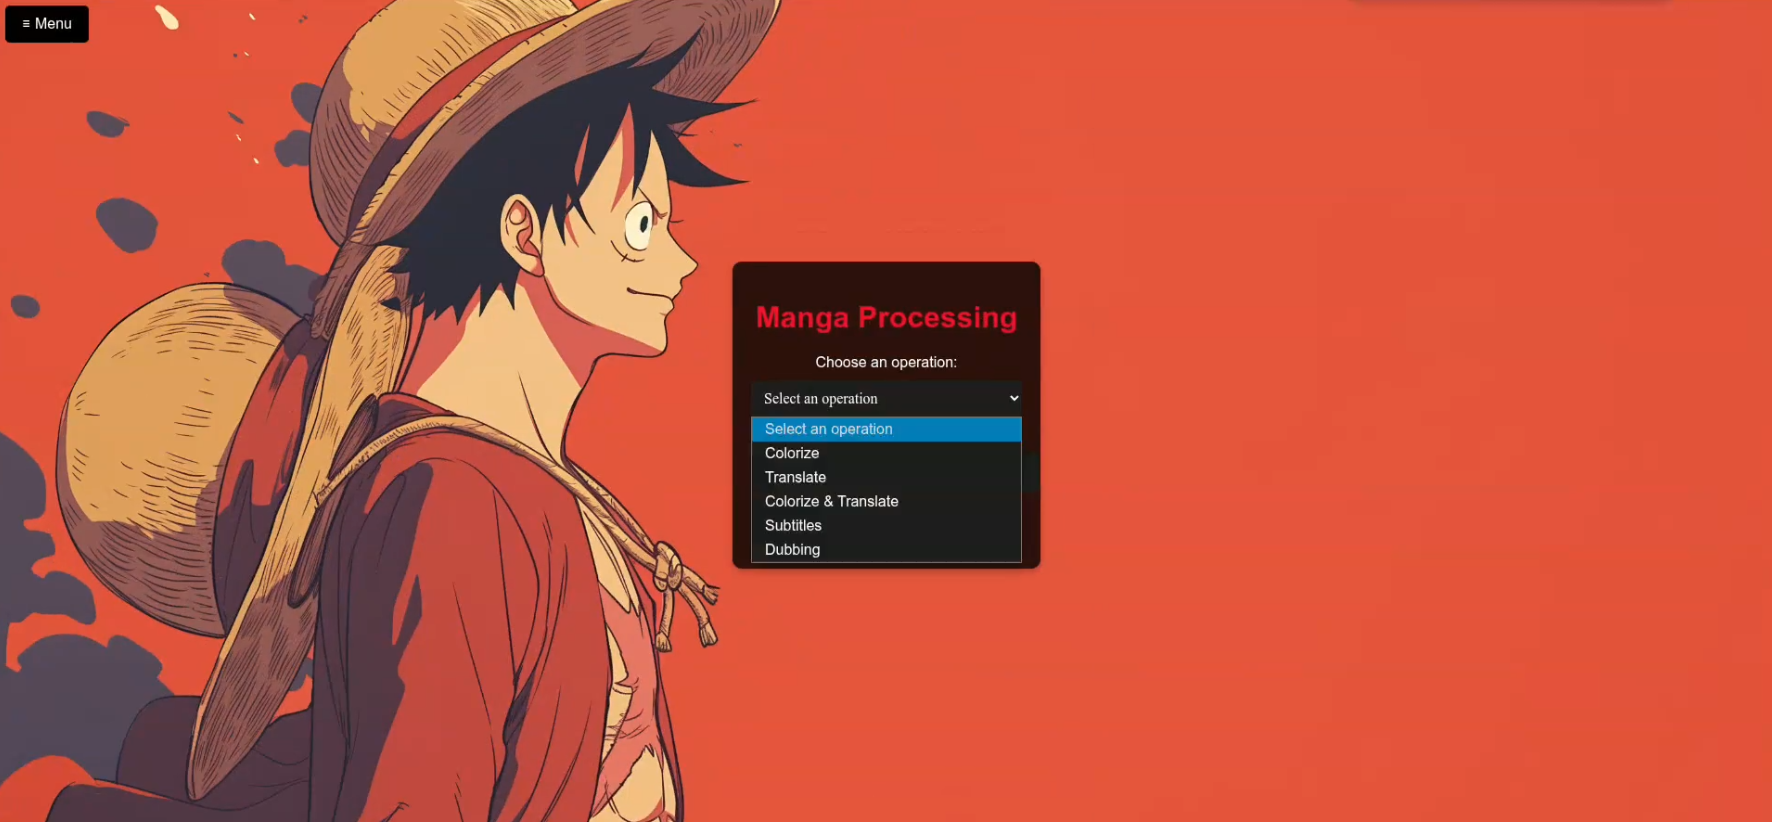 ≡ Menu
Manga Processing
Choose an operation:
Select an operation
Select an operation
Colorize
Translate
Colorize & Translate
Subtitles
Dubbing